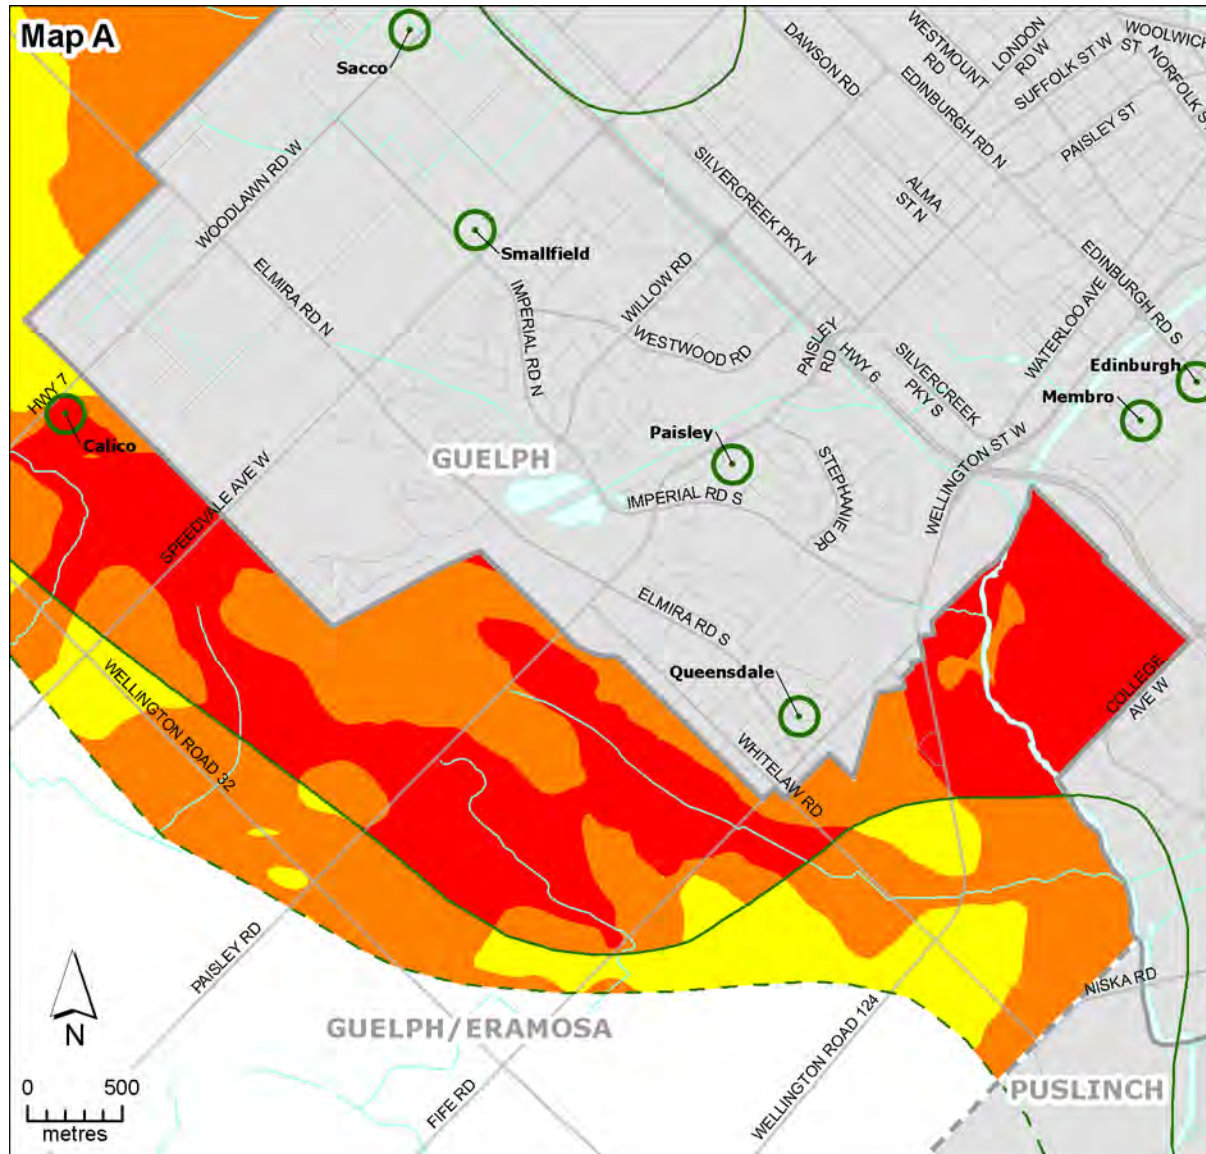 Map A
Sacco
WOODLAWN RD W
Smallfield
ELMIRA RD N
IMPERIAL RD N
WILLOW RD
WESTWOOD RD
DAWSON RD
WESTMOUNT
RD
LONDON
RD W
SUFFOLK ST W
WOOLWICH
ST
NORFOLK ST
EDINBURGH RD N
PAISLEY ST
SILVERCREEK PKY N
ALMA
ST N
EDINBURGH RD S
WATERLOO AVE
PAISLEY
RD
HWY 6
SILVERCREEK
PKY S
Edinburgh
Membro
HWY 7
Calico
GUELPH
Paisley
STEPHANIE DR
WELLINGTON ST W
IMPERIAL RD S
SPEEDVALE AVE W
ELMIRA RD S
Queensdale
COLLEGE
AVE W
WELLINGTON ROAD 32
WHITELAW RD
PAISLEY RD
NISKA RD
GUELPH/ERAMOSA
WELLINGTON ROAD 124
FIFE RD
PUSLINCH
N
0 500
metres